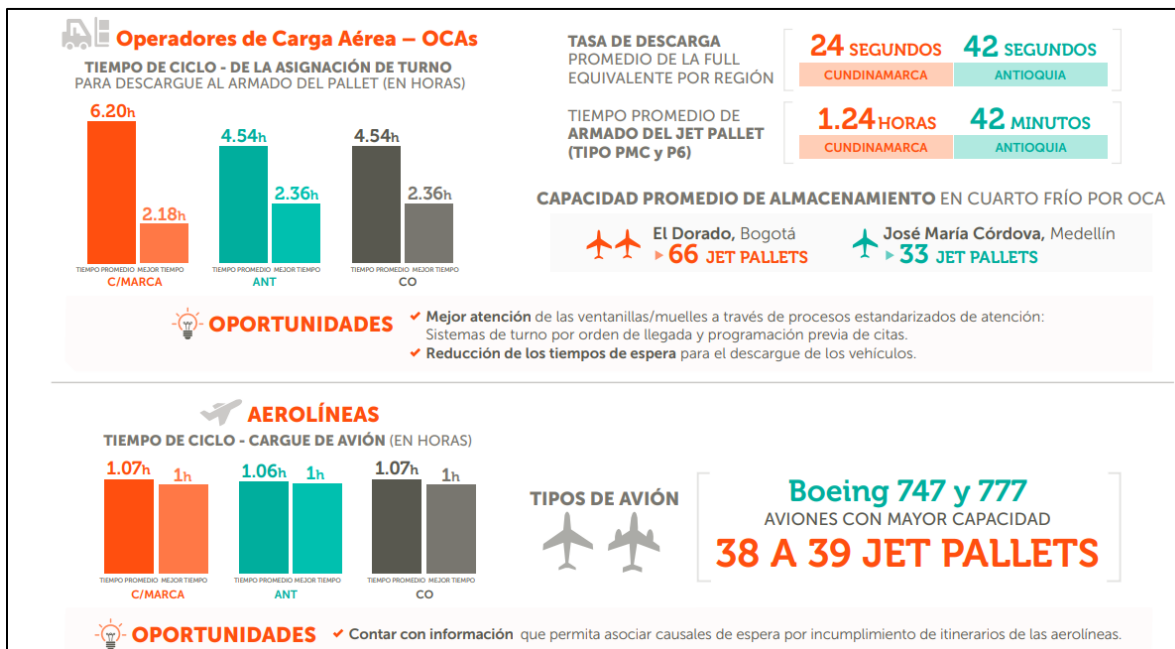 Operadores de Carga Aérea – OCAs
TIEMPO DE CICLO - DE LA ASIGNACIÓN DE TURNO
PARA DESCARGUE AL ARMADO DEL PALLET (EN HORAS)
6.20h
2.18h
TIEMPO PROMEDIO MEJOR TIEMPO
C/MARCA
4.54h
2.36h
TIEMPO PROMEDIO MEJOR TIEMPO
ANT
4.54h
2.36h
TIEMPO PROMEDIO MEJOR TIEMPO
CO
TASA DE DESCARGA
PROMEDIO DE LA FULL
EQUIVALENTE POR REGIÓN
24 SEGUNDOS
CUNDINAMARCA
42 SEGUNDOS
ANTIOQUIA
TIEMPO PROMEDIO DE
ARMADO DEL JET PALLET
(TIPO PMC y P6)
1.24 HORAS
CUNDINAMARCA
42 MINUTOS
ANTIOQUIA
CAPACIDAD PROMEDIO DE ALMACENAMIENTO EN CUARTO FRÍO POR OCA
El Dorado, Bogotá
66 JET PALLETS
José María Córdova, Medellín
33 JET PALLETS
OPORTUNIDADES
Mejor atención de las ventanillas/muelles a través de procesos estandarizados de atención:
Sistemas de turno por orden de llegada y programación previa de citas.
Reducción de los tiempos de espera para el descargue de los vehículos.
AEROLÍNEAS
TIEMPO DE CICLO - CARGUE DE AVIÓN (EN HORAS)
1.07h
1h
TIEMPO PROMEDIO MEJOR TIEMPO
C/MARCA
1.06h
1h
TIEMPO PROMEDIO MEJOR TIEMPO
ANT
1.07h
1h
TIEMPO PROMEDIO MEJOR TIEMPO
CO
TIPOS DE AVIÓN
Boeing 747 y 777
AVIONES CON MAYOR CAPACIDAD
38 A 39 JET PALLETS
OPORTUNIDADES
Contar con información que permita asociar causales de espera por incumplimiento de itinerarios de las aerolíneas.